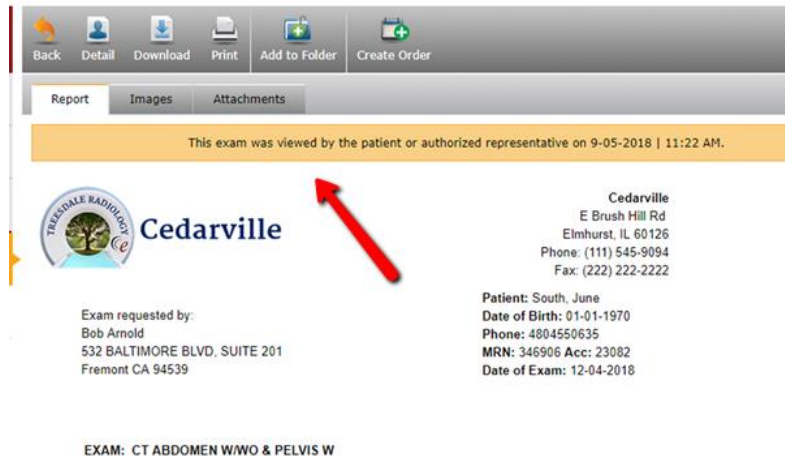 Back Detail Download Print Add to Folder Create Order
Report Images Attachments
This exam was viewed by the patient or authorized representative on 9-05-2018 | 11:22 AM.
TREESDALE RADIOLOGY
Ce
Cedarville
Cedarville
E Brush Hill Rd
Elmhurst, IL 60126
Phone: (111) 545-9094
Fax: (222) 222-2222
Exam requested by:
Bob Arnold
532 BALTIMORE BLVD, SUITE 201
Fremont CA 94539
Patient: South, June
Date of Birth: 01-01-1970
Phone: 4804550635
MRN: 346906 Acc: 23082
Date of Exam: 12-04-2018
EXAM: CT ABDOMEN W/WO & PELVIS W